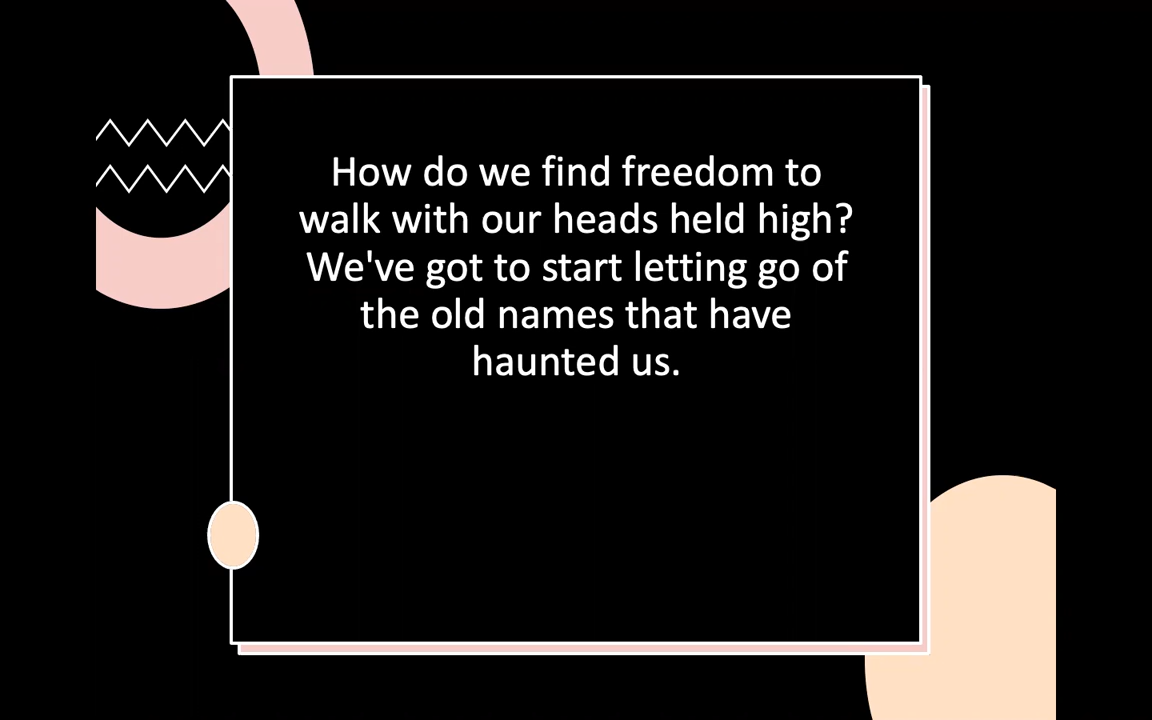 How do we find freedom to
walk with our heads held high?
We've got to start letting go of
the old names that have
haunted us.